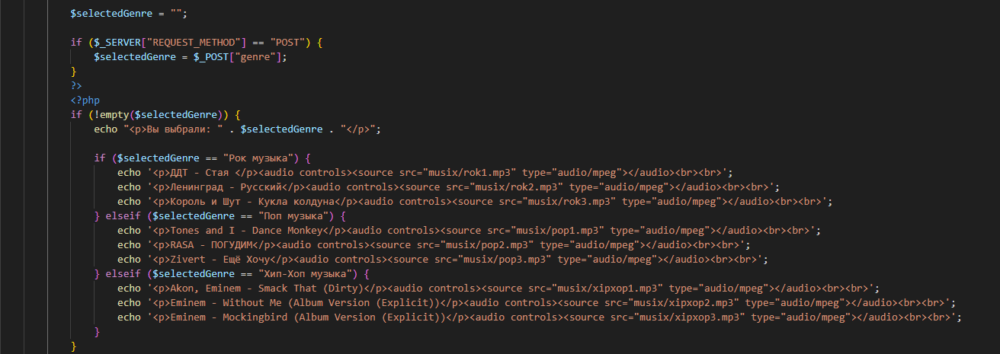 $selectedGenre = "";
if ($_SERVER["REQUEST_METHOD"] == "POST") {
$selectedGenre = $_POST["genre"];
}
?>
<?php
if (!empty($selectedGenre)) {
echo "<p>Вы выбрали: " . $selectedGenre . "</p>";
if ($selectedGenre == "Рок музыка") {
echo '<p>ДДТ - Стая </p><audio controls><source src="musix/rok1.mp3" type="audio/mpeg"></audio><br><br>';
echo '<p>Ленинград - Русский</p><audio controls><source src="musix/rok2.mp3" type="audio/mpeg"></audio><br><br>';
echo '<p>Король и Шут - Кукла колдуна</p><audio controls><source src="musix/rok3.mp3" type="audio/mpeg"></audio><br><br>';
} elseif ($selectedGenre == "Поп музыка") {
echo '<p>Tones and I - Dance Monkey</p><audio controls><source src="musix/pop1.mp3" type="audio/mpeg"></audio><br><br>';
echo '<p>RASA - ПОГУДИМ</p><audio controls><source src="musix/pop2.mp3" type="audio/mpeg"></audio><br><br>';
echo '<p>Zivert - Ещё Хочу</p><audio controls><source src="musix/pop3.mp3" type="audio/mpeg"></audio><br><br>';
} elseif ($selectedGenre == "Хип-Хоп музыка") {
echo '<p>Akon, Eminem - Smack That (Dirty)</p><audio controls><source src="musix/xipxop1.mp3" type="audio/mpeg"></audio><br><br>';
echo '<p>Eminem - Without Me (Album Version (Explicit))</p><audio controls><source src="musix/xipxop2.mp3" type="audio/mpeg"></audio><br><br>';
echo '<p>Eminem - Mockingbird (Album Version (Explicit))</p><audio controls><source src="musix/xipxop3.mp3" type="audio/mpeg"></audio><br><br>';
}
}